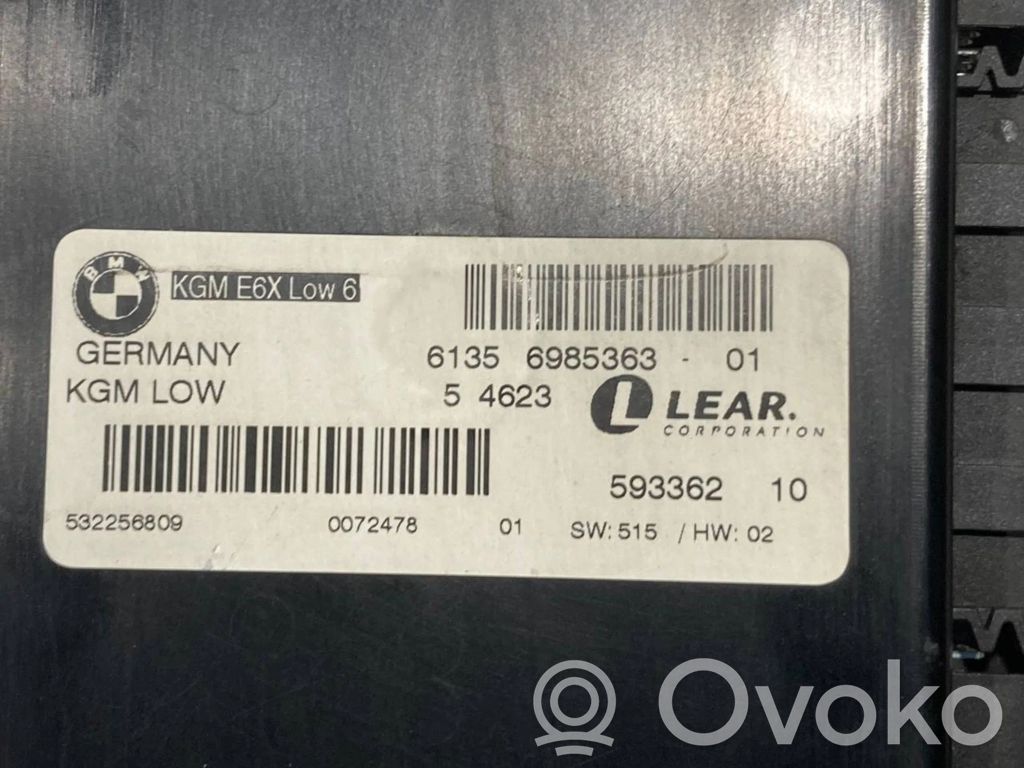 BMW KGM E6X Low 6
GERMANY 6135 6985363 - 01
KGM LOW 5 4623
LEAR.
CORPORATION
593362 10
532256809 0072478 01 SW: 515 / HW: 02
Ovoko